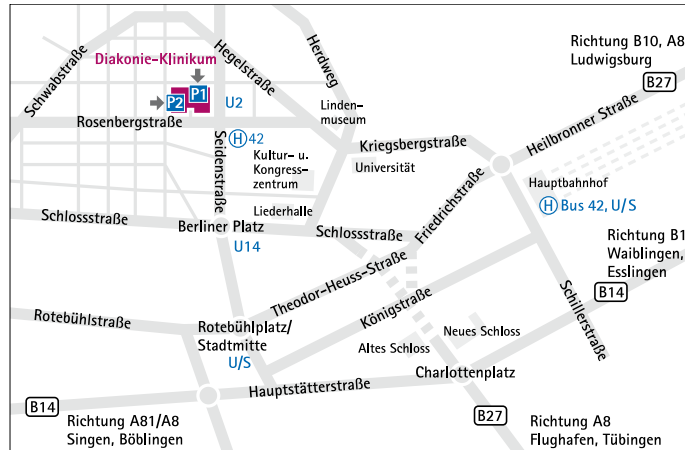 Schwabstraße
Diakonie-Klinikum
Hegelstraße
Herdweg
Richtung B10, A8
Ludwigsburg
B27
P2
P1
U2
Rosenbergstraße
Linden-
museum
Heilbronner Straße
H 42
Seidenstraße
Kultur- u.
Kongress-
zentrum
Kriegsbergstraße
Universität
Hauptbahnhof
H Bus 42, U/S
Friedrichstraße
Liederhalle
Schlossstraße
Berliner Platz
U14
Schlossstraße
Richtung B1
Waiblingen,
Esslingen
B14
Theodor-Heuss-Straße
Königstraße
Schillerstraße
Rotebühlstraße
Rotebühlplatz/
Stadtmitte
U/S
Neues Schloss
Altes Schloss
Charlottenplatz
Hauptstätterstraße
B14
Richtung A81/A8
Singen, Böblingen
B27
Richtung A8
Flughafen, Tübingen